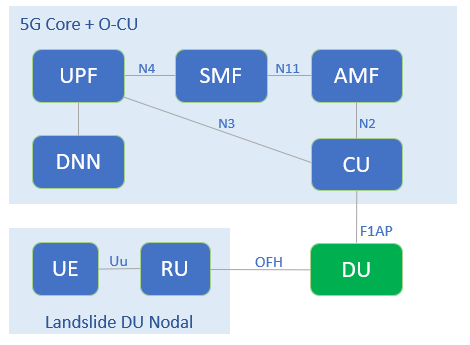 5G Core + O-CU
UPF
N4
SMF
N11
AMF
N3
N2
DNN
CU
F1AP
UE
Uu
RU
OFH
DU
Landslide DU Nodal